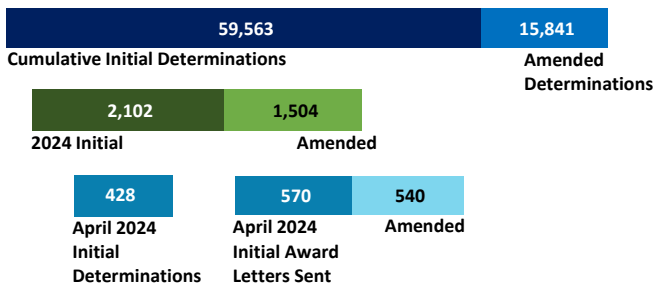 59,563 15,841
Cumulative Initial Determinations
Amended
Determinations
2,102 1,504
2024 Initial Amended
428
April 2024
Initial
Determinations
570 540
April 2024
Initial Award
Letters Sent
Amended